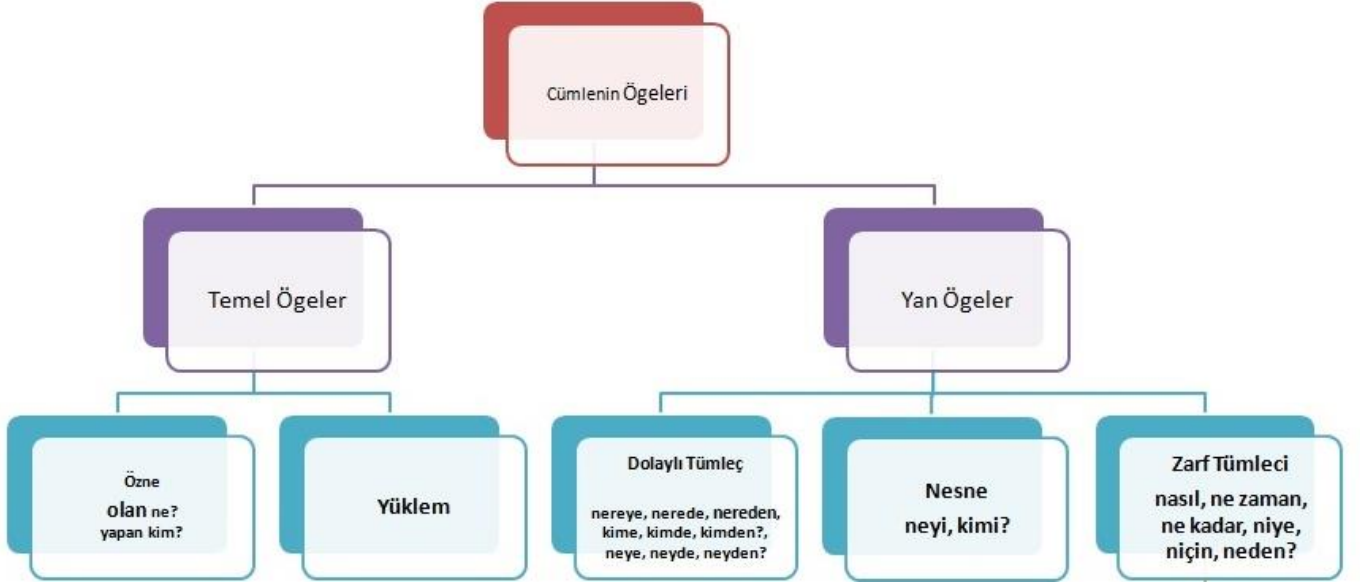 Cümlenin Ögeleri
Temel Ögeler
Yan Ögeler
Özne
olan ne?
yapan kim?
Yüklem
Dolaylı Tümleç
nereye, nerede, nereden,
kime, kimde, kimden?,
neye, neyde, neyden?
Nesne
neyi, kimi?
Zarf Tümleci
nasıl, ne zaman,
ne kadar, niye,
niçin, neden?